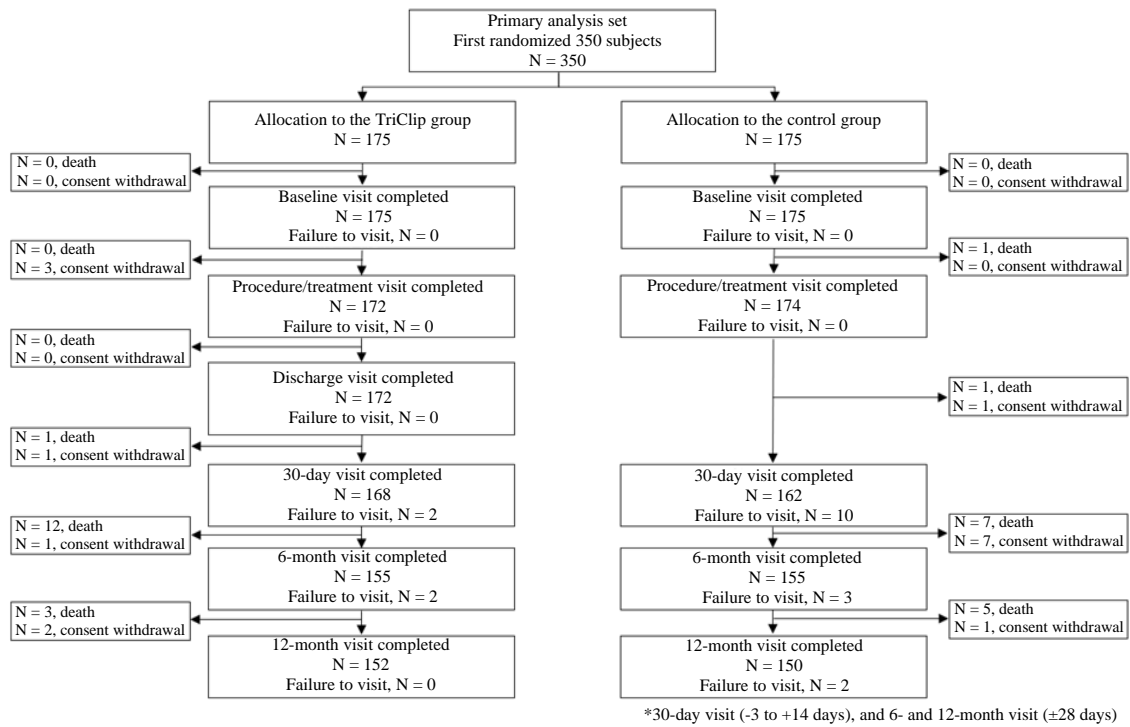 Primary analysis set
First randomized 350 subjects
N = 350
Allocation to the TriClip group
N = 175
Allocation to the control group
N = 175
N = 0, death
N = 0, consent withdrawal
N = 0, death
N = 0, consent withdrawal
Baseline visit completed
N = 175
Failure to visit, N = 0
Baseline visit completed
N = 175
Failure to visit, N = 0
N = 0, death
N = 3, consent withdrawal
N = 1, death
N = 0, consent withdrawal
Procedure/treatment visit completed
N = 172
Failure to visit, N = 0
Procedure/treatment visit completed
N = 174
Failure to visit, N = 0
N = 0, death
N = 0, consent withdrawal
Discharge visit completed
N = 172
Failure to visit, N = 0
N = 1, death
N = 1, consent withdrawal
N = 1, death
N = 1, consent withdrawal
30-day visit completed
N = 168
Failure to visit, N = 2
30-day visit completed
N = 162
Failure to visit, N = 10
N = 12, death
N = 1, consent withdrawal
N = 7, death
N = 7, consent withdrawal
6-month visit completed
N = 155
Failure to visit, N = 2
6-month visit completed
N = 155
Failure to visit, N = 3
N = 3, death
N = 2, consent withdrawal
N = 5, death
N = 1, consent withdrawal
12-month visit completed
N = 152
Failure to visit, N = 0
12-month visit completed
N = 150
Failure to visit, N = 2
*30-day visit (-3 to +14 days), and 6- and 12-month visit (±28 days)